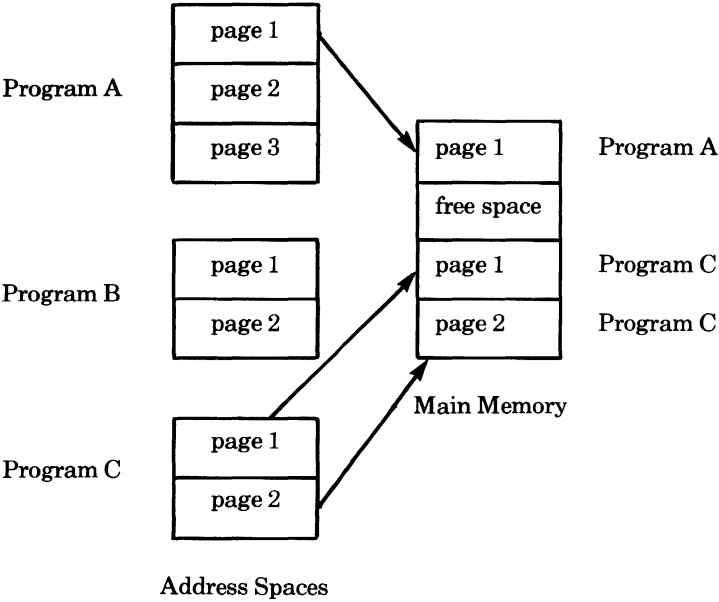 Program A
page 1
page 2
page 3
Program B
page 1
page 2
Program C
page 1
page 2
Address Spaces
page 1
Program A
free space
page 1
Program C
page 2
Program C
Main Memory